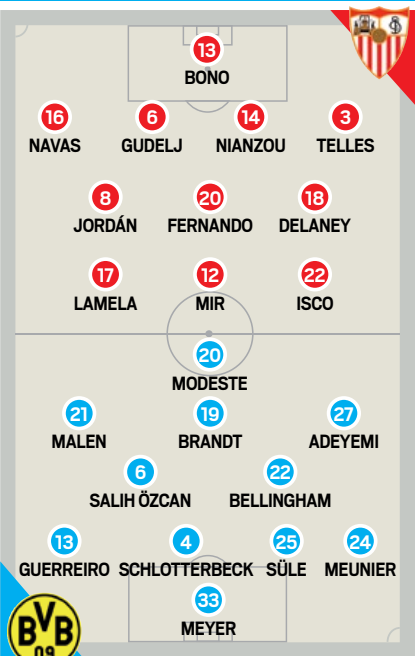 13
BONO
16 6 14 3
NAVAS GUDELJ NIANZOU TELLES
8 20 18
JORDÁN FERNANDO DELANEY
17 12 22
LAMELA MIR ISCO
20
MODESTE
21 19 27
MALEN BRANDT ADEYEMI
6 22
SALIH ÖZCAN BELLINGHAM
13 4 25 24
GUERREIRO SCHLOTTERBECK SÜLE MEUNIER
33
MEYER
BVB
09